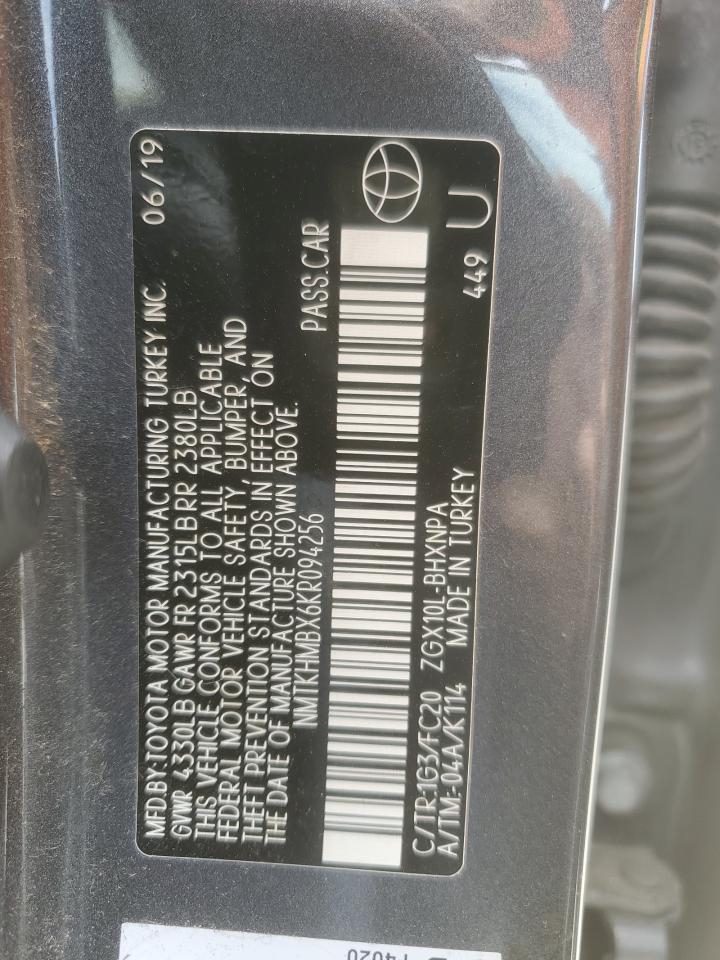 MFD.BY:TOYOTA MOTOR MANUFACTURING TURKEY INC. 06/19
GVWR 4330LB GAWR FR 2315LB RR 2380LB
THIS VEHICLE CONFORMS TO ALL APPLICABLE
FEDERAL MOTOR VEHICLE SAFETY, BUMPER, AND
THEFT PREVENTION STANDARDS IN EFFECT ON
THE DATE OF MANUFACTURE SHOWN ABOVE.
NMTKHMBX6KR094256 PASS.CAR
C/TR:1G3/FC20 ZGX10L-BHXNPA 449 U
A/TM:-04A/K114 MADE IN TURKEY